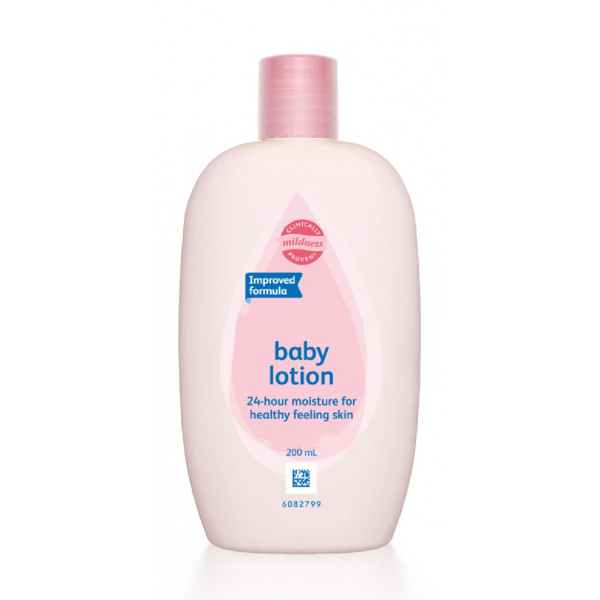 CLINICALLY
mildness
PROVEN®
Improved
formula
baby
lotion
24-hour moisture for
healthy feeling skin
200 mL
6082799